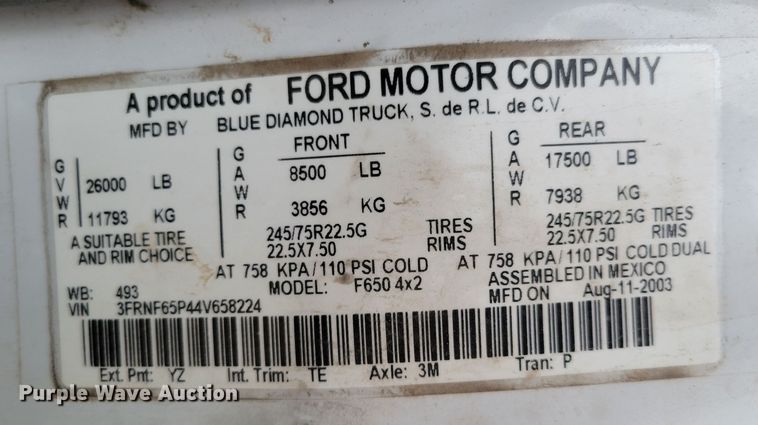 A product of FORD MOTOR COMPANY
MFD BY BLUE DIAMOND TRUCK, S. de R.L. de C.V.
GVWR
26000 LB
11793 KG
A SUITABLE TIRE
AND RIM CHOICE
FRONT
GAWR
8500 LB
3856 KG
245/75R22.5G TIRES
22.5X7.50 RIMS
AT 758 KPA/110 PSI COLD
REAR
GAWR
17500 LB
7938 KG
245/75R22.5G TIRES
22.5X7.50 RIMS
AT 758 KPA/110 PSI COLD DUAL
WB: 493
MODEL: F650 4x2
ASSEMBLED IN MEXICO
VIN 3FRNF65P44V658224
MFD ON Aug-11-2003
Ext. Pnt: YZ Int. Trim: TE Axle: 3M Tran: P
Purple Wave Auction